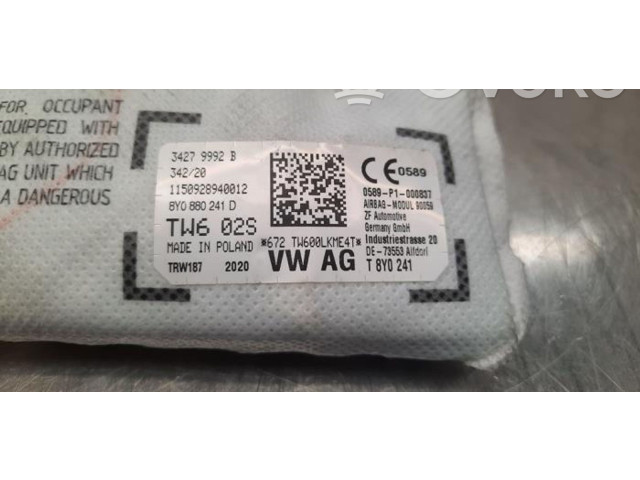 FOR, OCCUPANT
EQUIPPED WITH
BY AUTHORIZED
AG UNIT WHICH
A DANGEROUS
3427 9992 B
342/20
1150928940012
8Y0 880 241 D
TW6 02S
MADE IN POLAND *672 TW600LKME4T*
TRW187 2020 VW AG
CE 0589
0589-P1-000837
AIRBAG-MODUL 90059
ZF Automotive
Germany GmbH
Industriestrasse 20
DE-73553 Alfdorf
T 8Y0 241